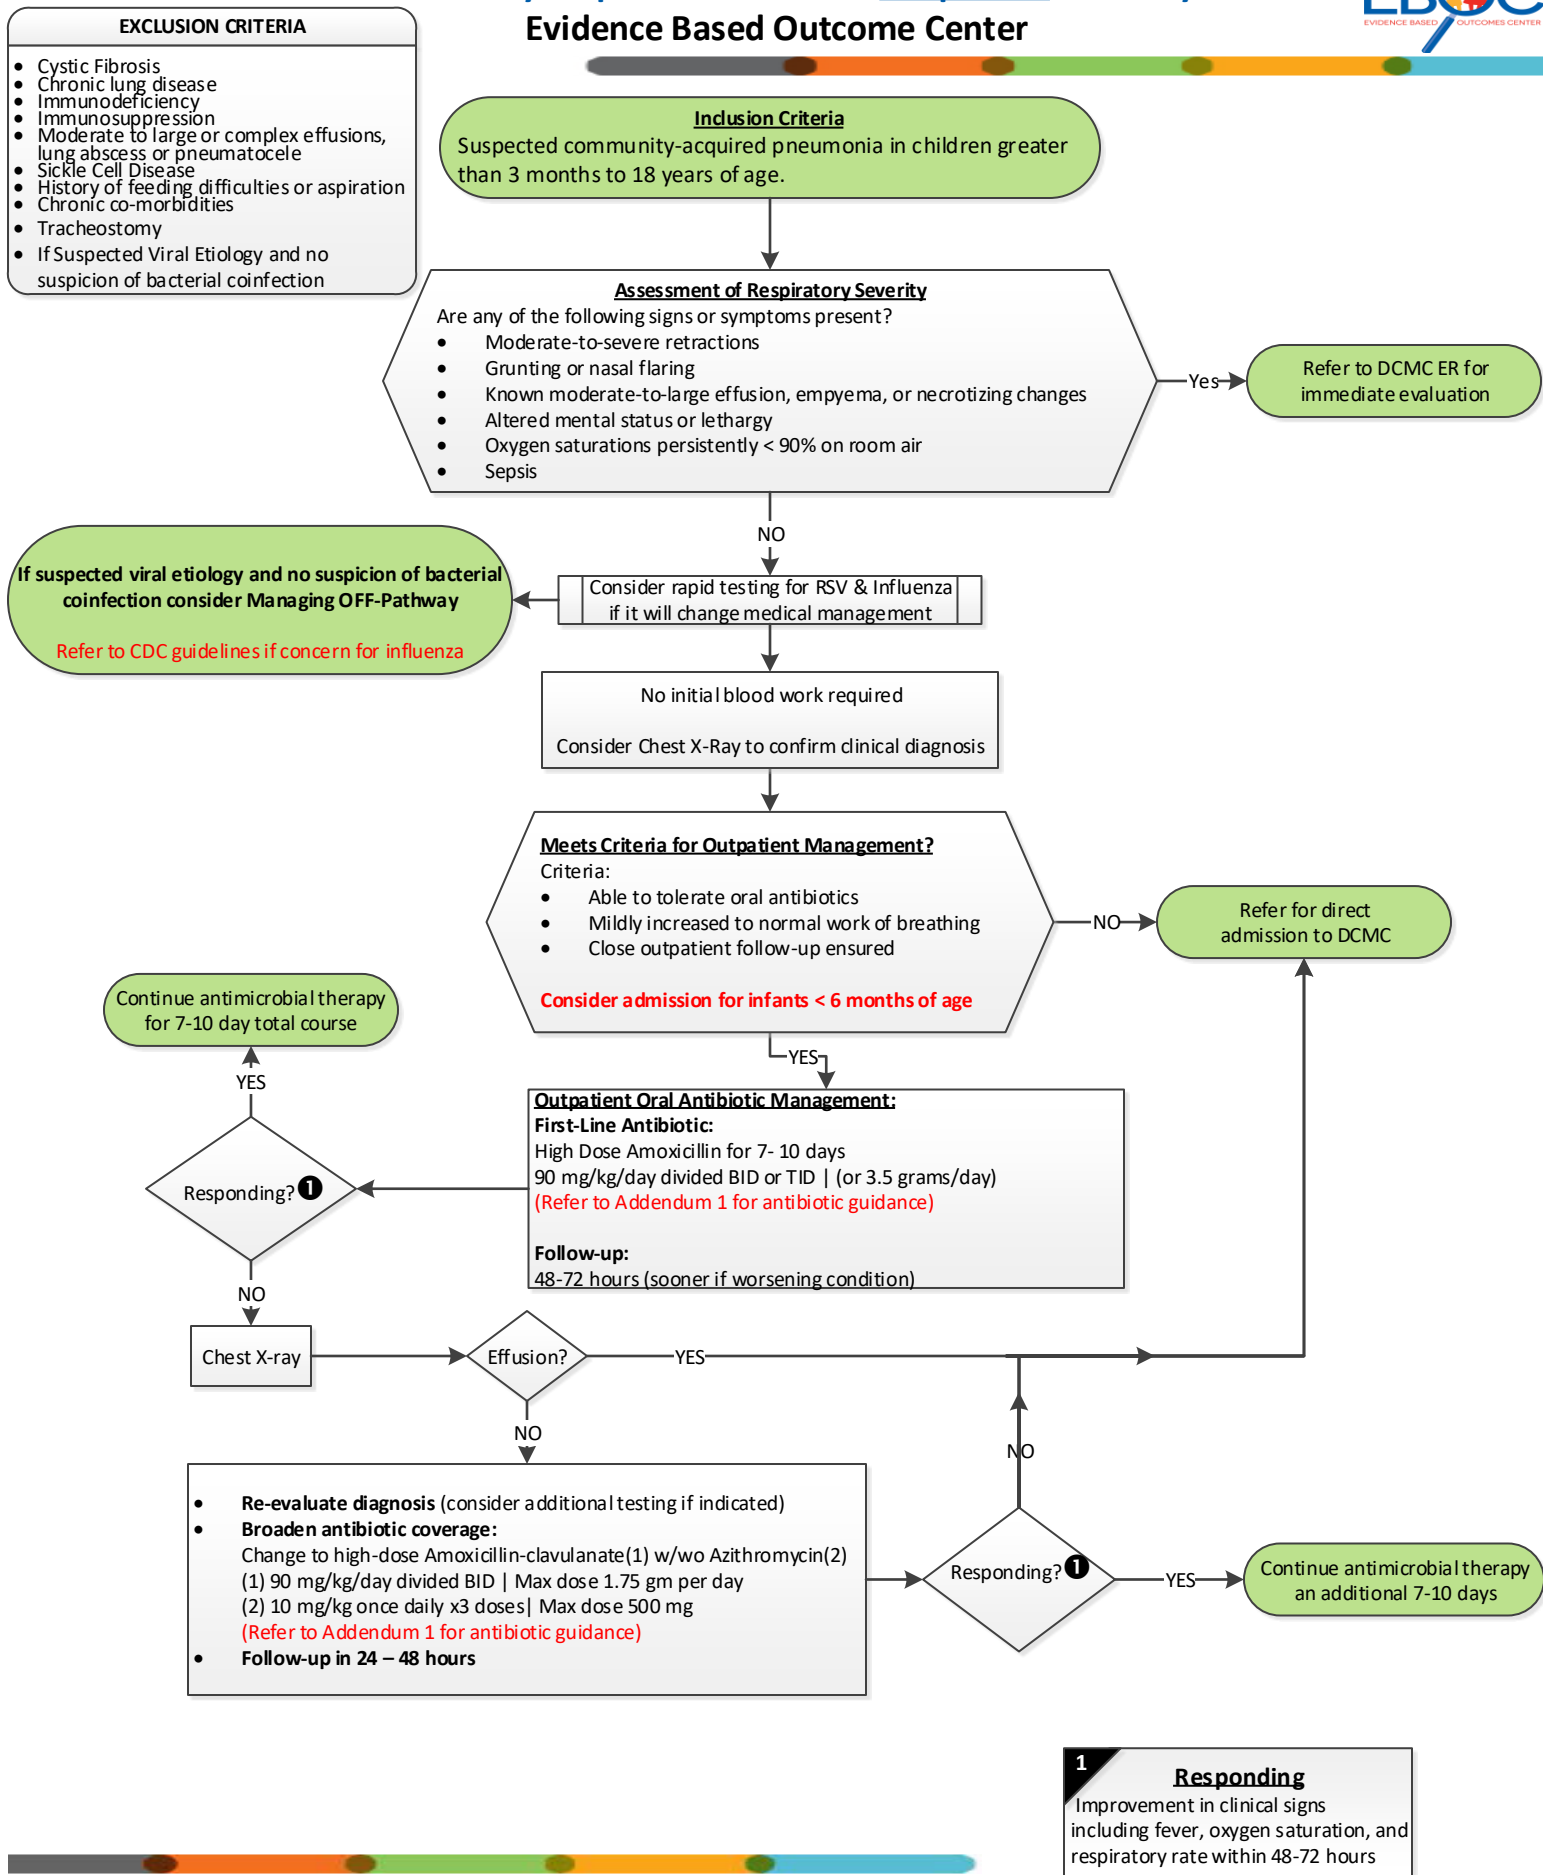 Evidence Based Outcome Center
EVIDENCE BASED OUTCOMES CENTER
EXCLUSION CRITERIA
• Cystic Fibrosis
• Chronic lung disease
• Immunodeficiency
• Immunosuppression
• Moderate to large or complex effusions,
lung abscess or pneumatocele
• Sickle Cell Disease
• History of feeding difficulties or aspiration
• Chronic co-morbidities
• Tracheostomy
• If Suspected Viral Etiology and no
suspicion of bacterial coinfection
Inclusion Criteria
Suspected community-acquired pneumonia in children greater
than 3 months to 18 years of age.
Assessment of Respiratory Severity
Are any of the following signs or symptoms present?
• Moderate-to-severe retractions
• Grunting or nasal flaring
• Known moderate-to-large effusion, empyema, or necrotizing changes
• Altered mental status or lethargy
• Oxygen saturations persistently < 90% on room air
• Sepsis
Yes
Refer to DCMC ER for
immediate evaluation
NO
If suspected viral etiology and no suspicion of bacterial
coinfection consider Managing OFF-Pathway
Refer to CDC guidelines if concern for influenza
Consider rapid testing for RSV & Influenza
if it will change medical management
No initial blood work required
Consider Chest X-Ray to confirm clinical diagnosis
Meets Criteria for Outpatient Management?
Criteria:
• Able to tolerate oral antibiotics
• Mildly increased to normal work of breathing
• Close outpatient follow-up ensured
Consider admission for infants < 6 months of age
NO
Refer for direct
admission to DCMC
YES
Continue antimicrobial therapy
for 7-10 day total course
YES
Outpatient Oral Antibiotic Management:
First-Line Antibiotic:
High Dose Amoxicillin for 7- 10 days
90 mg/kg/day divided BID or TID | (or 3.5 grams/day)
(Refer to Addendum 1 for antibiotic guidance)
Follow-up:
48-72 hours (sooner if worsening condition)
Responding? 1
NO
Chest X-ray
Effusion?
YES
NO
NO
• Re-evaluate diagnosis (consider additional testing if indicated)
• Broaden antibiotic coverage:
Change to high-dose Amoxicillin-clavulanate(1) w/wo Azithromycin(2)
(1) 90 mg/kg/day divided BID | Max dose 1.75 gm per day
(2) 10 mg/kg once daily x3 doses| Max dose 500 mg
(Refer to Addendum 1 for antibiotic guidance)
• Follow-up in 24 – 48 hours
Responding? 1
YES
Continue antimicrobial therapy
an additional 7-10 days
1
Responding
Improvement in clinical signs
including fever, oxygen saturation, and
respiratory rate within 48-72 hours